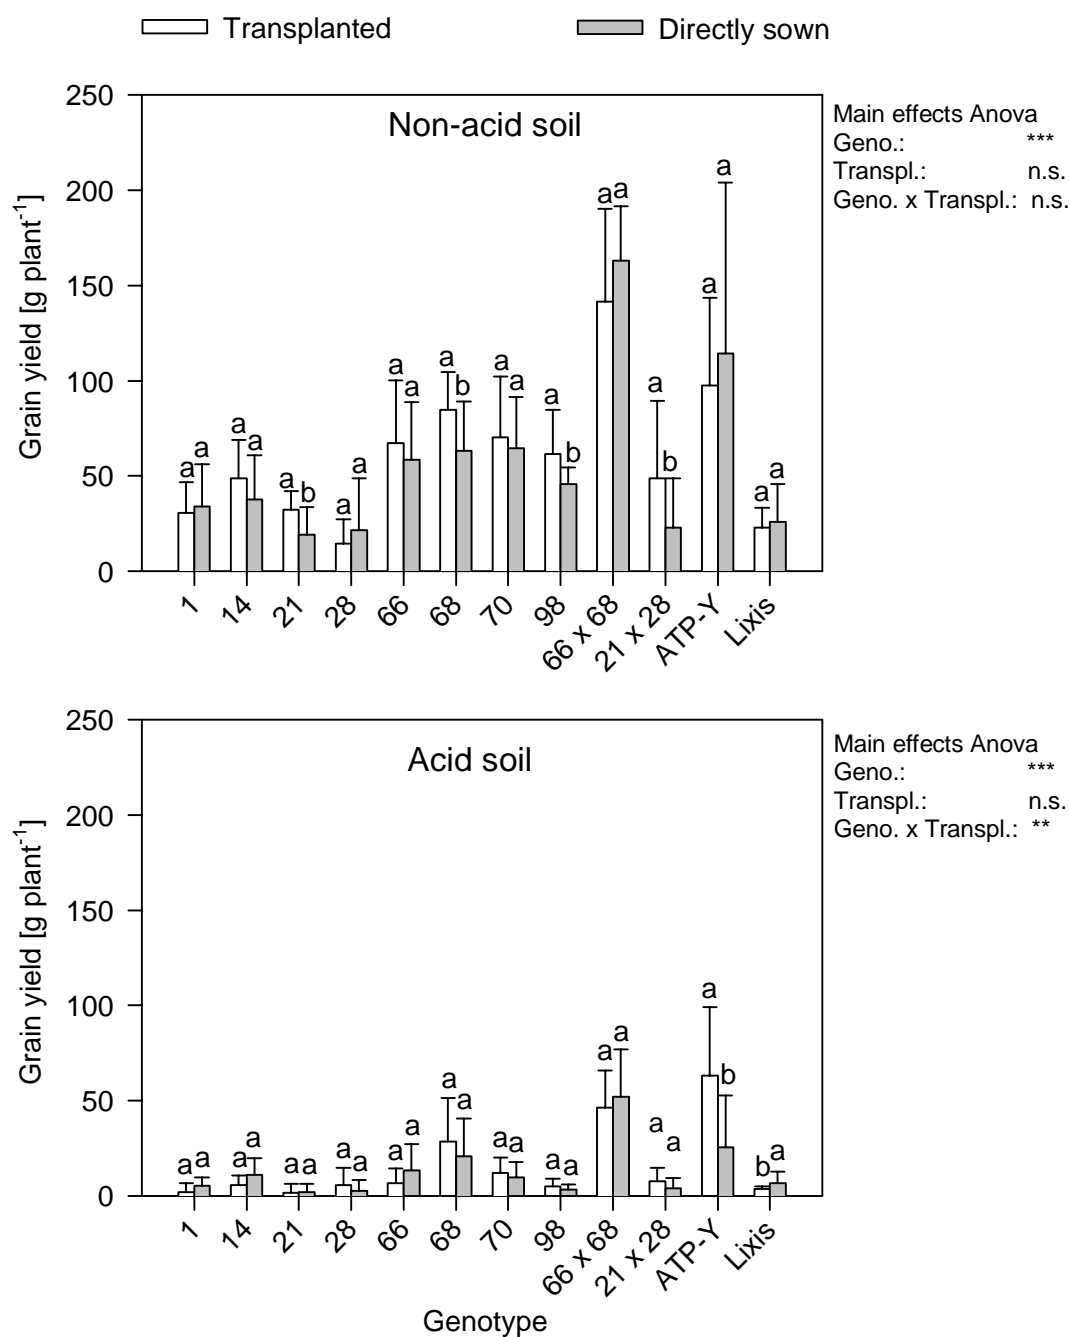 Transplanted Directly sown
250
200
150
100
50
0
Grain yield [g plant-1]
Non-acid soil
Main effects Anova
Geno.: ***
Transpl.: n.s.
Geno. x Transpl.: n.s.
a a a a a b a a a a a b a a a b a a a b a a a a
1 14 21 28 66 68 70 98 66 x 68 21 x 28 ATP-Y Lixis
250
200
150
100
50
0
Grain yield [g plant-1]
Acid soil
Main effects Anova
Geno.: ***
Transpl.: n.s.
Geno. x Transpl.: **
a a a a a a a a a a a a a a a a a a a a a b b a
1 14 21 28 66 68 70 98 66 x 68 21 x 28 ATP-Y Lixis
Genotype